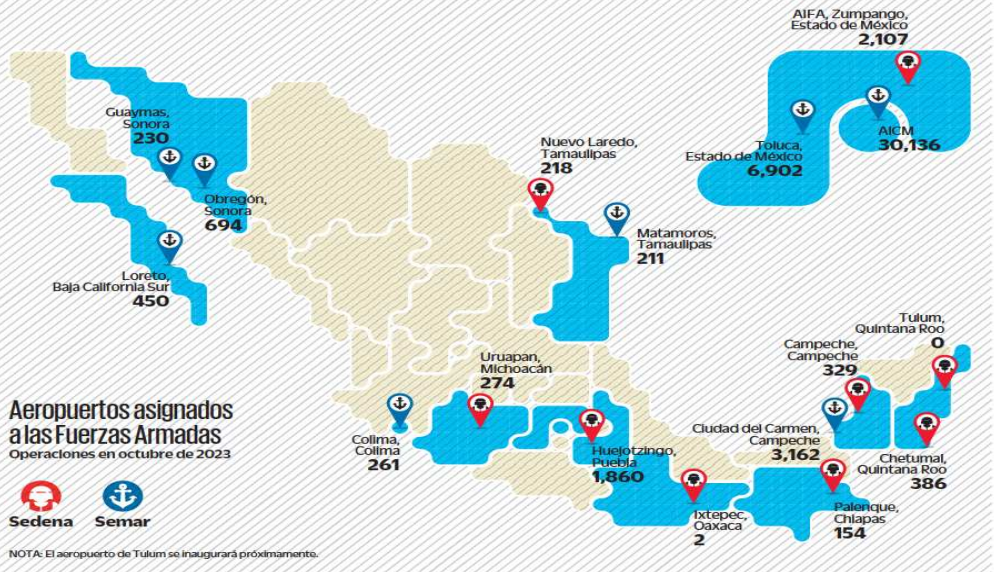 AIFA, Zumpango,
Estado de México
2,107
Guaymas,
Sonora
230
Nuevo Laredo,
Tamaulipas
218
AICM
30,136
Toluca,
Estado de México
6,902
Obregón,
Sonora
694
Matamoros,
Tamaulipas
211
Loreto,
Baja California Sur
450
Tulum,
Quintana Roo
0
Campeche,
Campeche
329
Uruapan,
Michoacán
274
Aeropuertos asignados
a las Fuerzas Armadas
Operaciones en octubre de 2023
Colima,
Colima
261
Huejotzingo,
Puebla
1,860
Ciudad del Carmen,
Campeche
3,162
Chetumal,
Quintana Roo
386
Ixtepec,
Oaxaca
2
Palenque,
Chiapas
154
Sedena
Semar
NOTA: El aeropuerto de Tulum se inaugurará próximamente.